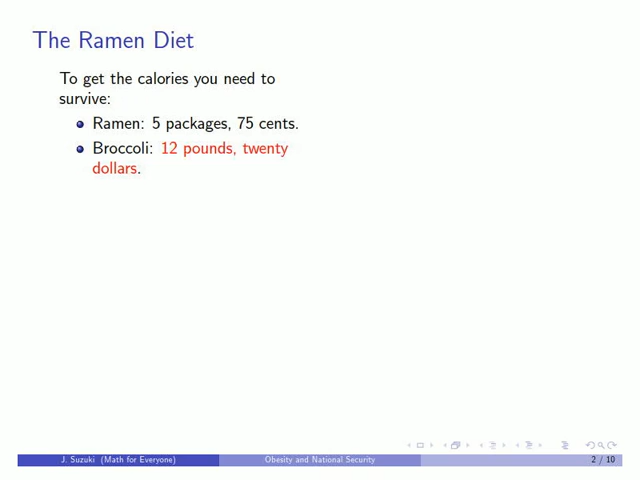 The Ramen Diet
To get the calories you need to
survive:
Ramen: 5 packages, 75 cents.
Broccoli: 12 pounds, twenty
dollars.
J. Suzuki (Math for Everyone)
Obesity and National Security
2 / 10